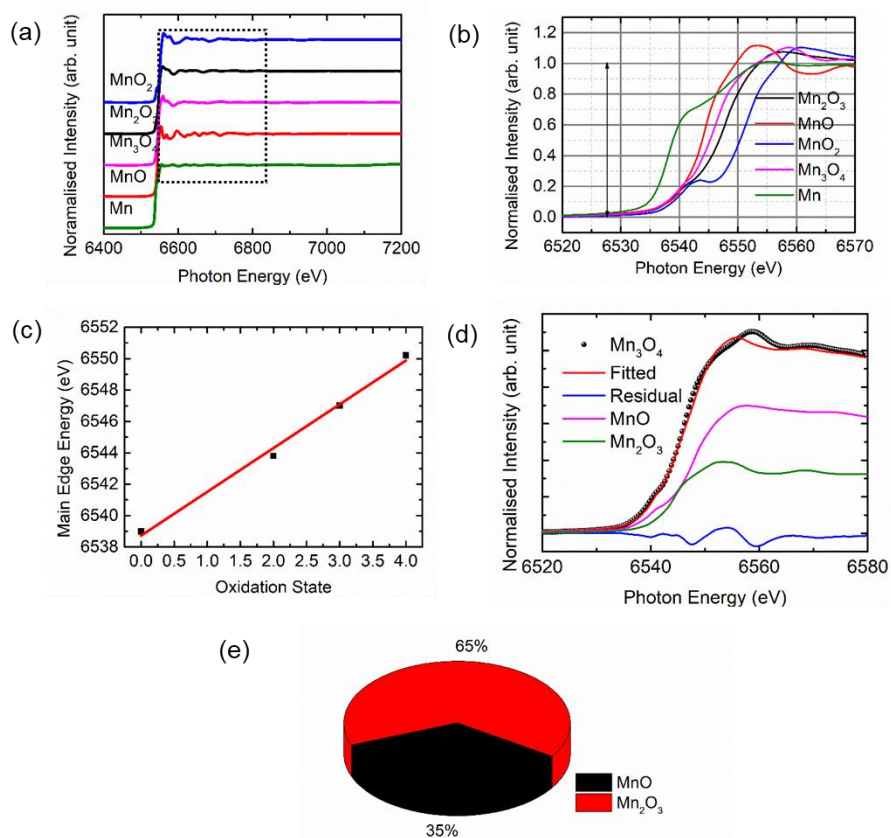 (a)
Noramalised Intensity (arb. unit)
MnO₂
Mn₂O₃
Mn₃O₄
MnO
Mn
6400 6600 6800 7000 7200
Photon Energy (eV)
(b)
Normalised Intensity (arb. unit)
1.2
1.0
0.8
0.6
0.4
0.2
0.0
Mn₂O₃
MnO
MnO₂
Mn₃O₄
Mn
6520 6530 6540 6550 6560 6570
Photon Energy (eV)
(c)
Main Edge Energy (eV)
6552
6550
6548
6546
6544
6542
6540
6538
0.0 0.5 1.0 1.5 2.0 2.5 3.0 3.5 4.0
Oxidation State
(d)
Normalised Intensity (arb. unit)
Mn₃O₄
Fitted
Residual
MnO
Mn₂O₃
6520 6540 6560 6580
Photon Energy (eV)
(e)
65%
MnO
Mn₂O₃
35%